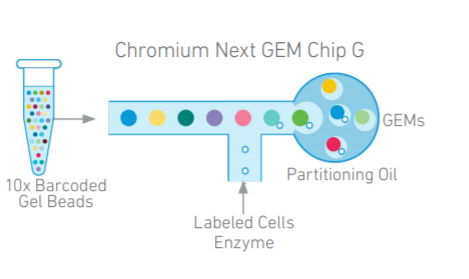 Chromium Next GEM Chip G
GEMs
10x Barcoded
Gel Beads
Partitioning Oil
Labeled Cells
Enzyme